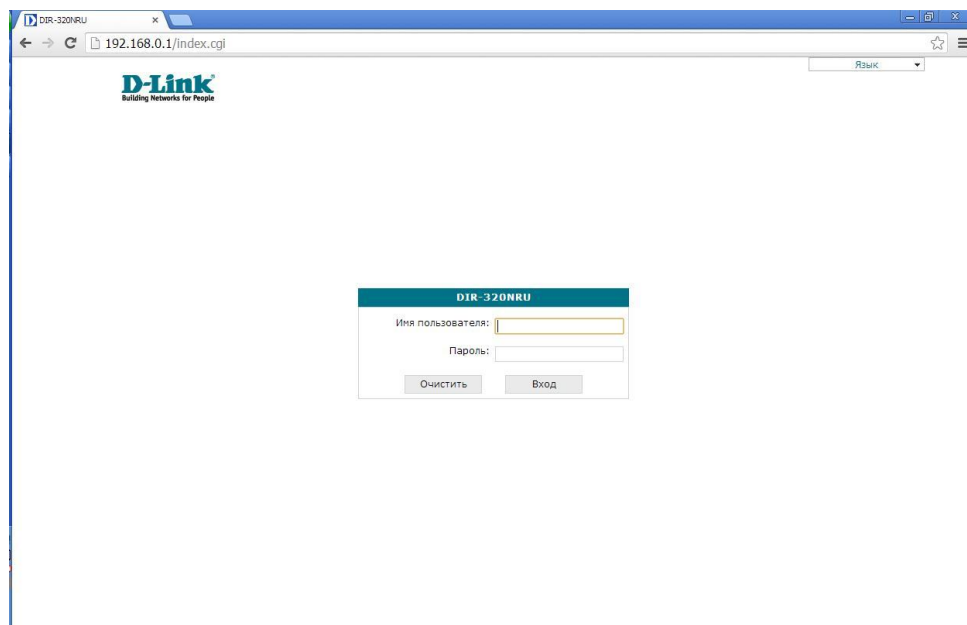 DIR-320NRU
192.168.0.1/index.cgi
Язык
D-Link
Building Networks for People
DIR-320NRU
Имя пользователя:
Пароль:
Очистить
Вход